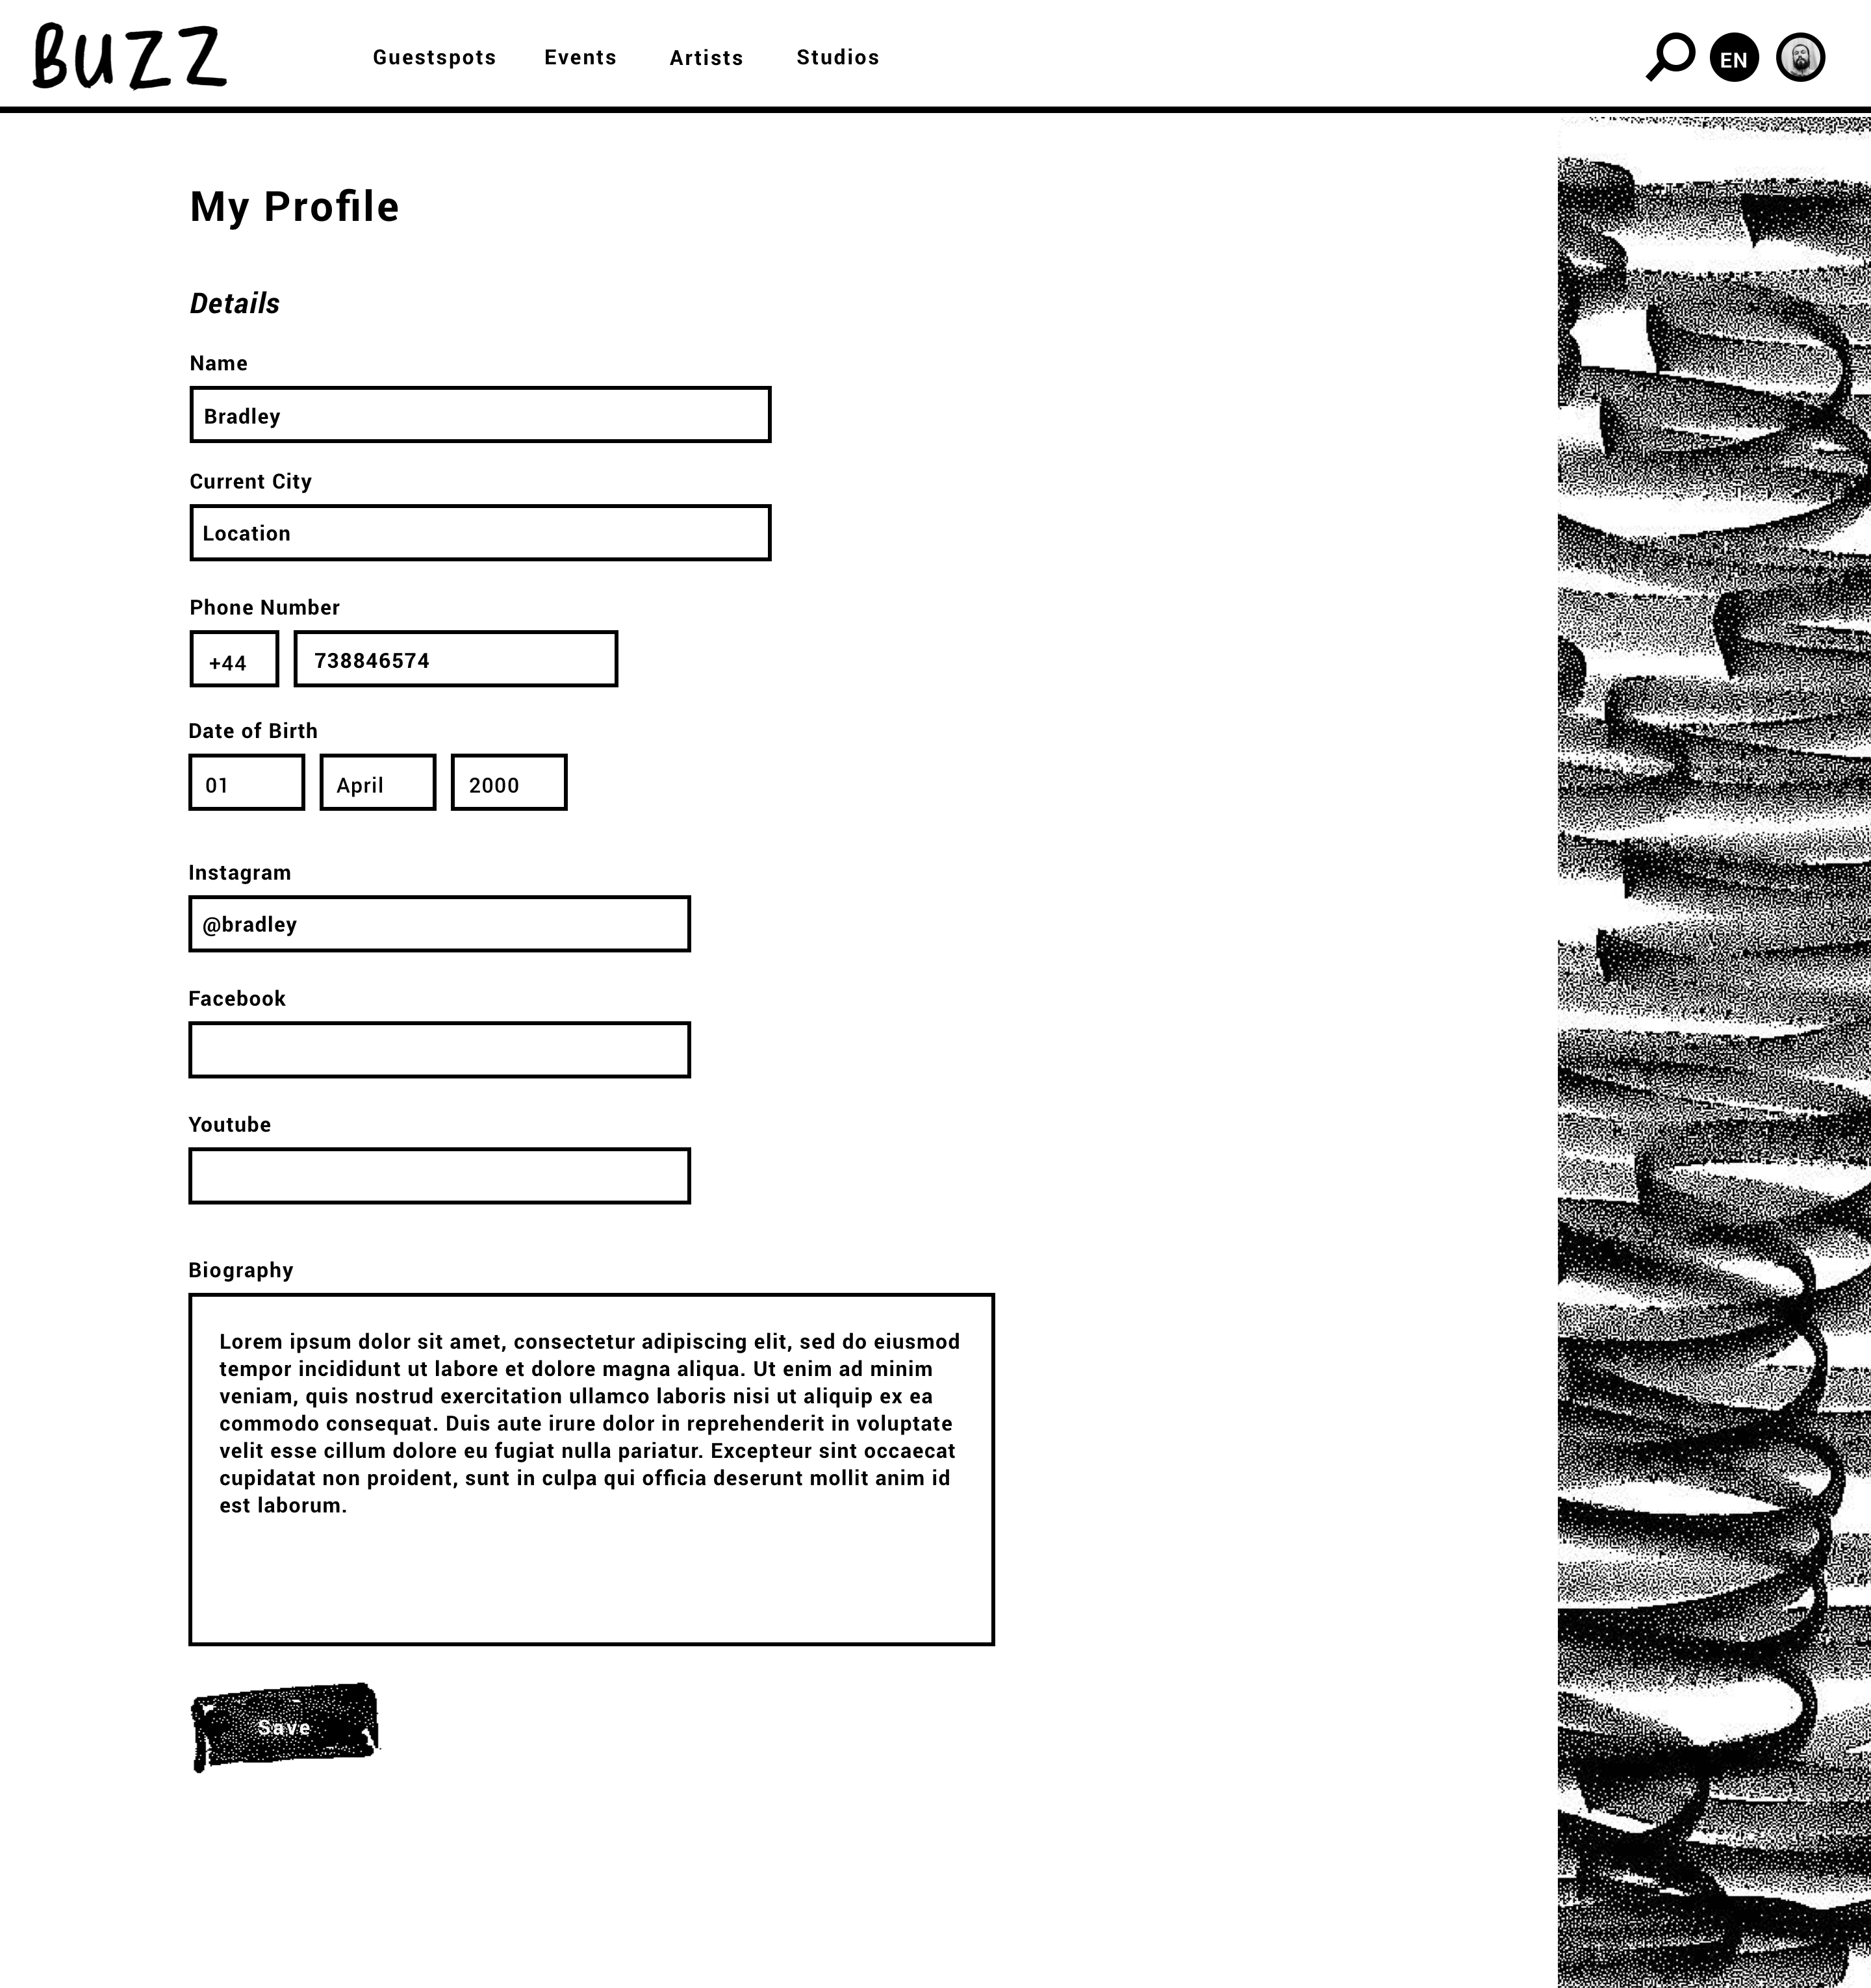 BUZZ
Guestspots Events Artists Studios
EN
My Profile
Details
Name
Bradley
Current City
Location
Phone Number
+44 738846574
Date of Birth
01 April 2000
Instagram
@bradley
Facebook
Youtube
Biography
Lorem ipsum dolor sit amet, consectetur adipiscing elit, sed do eiusmod
tempor incididunt ut labore et dolore magna aliqua. Ut enim ad minim
veniam, quis nostrud exercitation ullamco laboris nisi ut aliquip ex ea
commodo consequat. Duis aute irure dolor in reprehenderit in voluptate
velit esse cillum dolore eu fugiat nulla pariatur. Excepteur sint occaecat
cupidatat non proident, sunt in culpa qui officia deserunt mollit anim id
est laborum.
Save